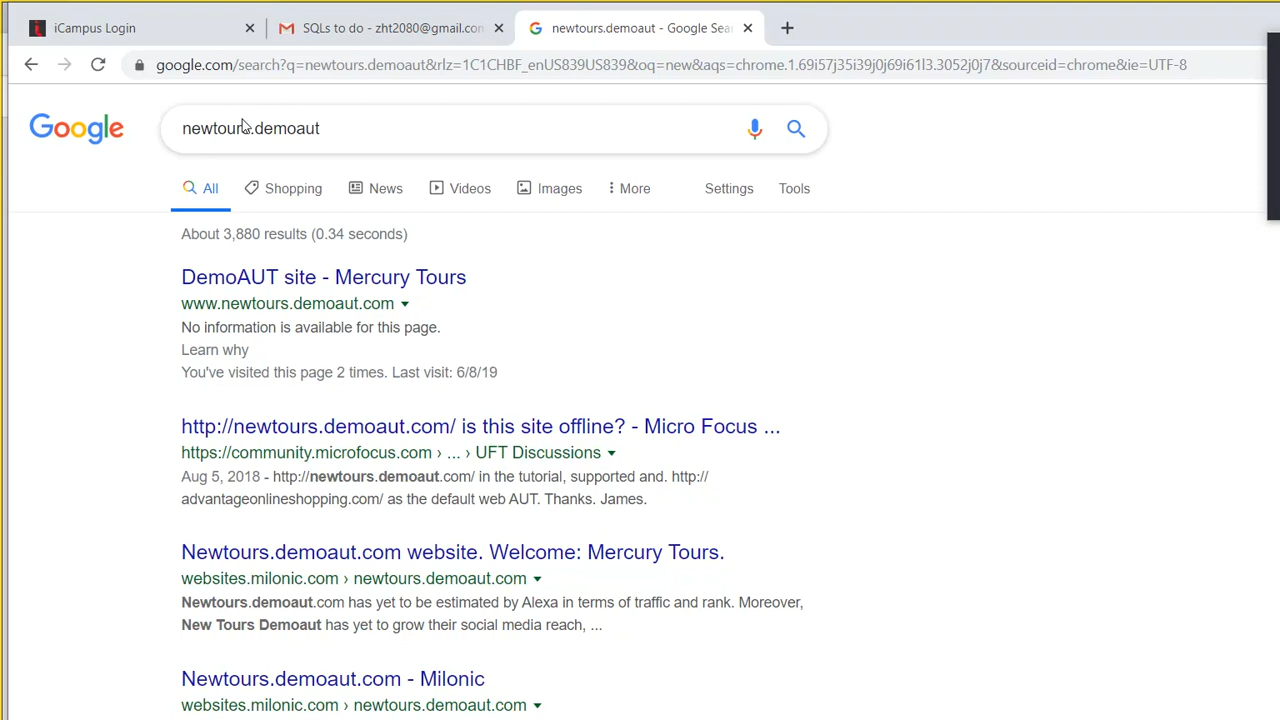 iCampus Login
SQLs to do - zht2080@gmail.con
newtours.demoaut - Google Sea
google.com/search?q=newtours.demoaut&rlz=1C1CHBF_enUS839US839&oq=new&aqs=chrome.1.69i57j35i39j0j69i61l3.3052j0j7&sourceid=chrome&ie=UTF-8
Google
newtours.demoaut
All Shopping News Videos Images More Settings Tools
About 3,880 results (0.34 seconds)
DemoAUT site - Mercury Tours
www.newtours.demoaut.com
No information is available for this page.
Learn why
You've visited this page 2 times. Last visit: 6/8/19
http://newtours.demoaut.com/ is this site offline? - Micro Focus ...
https://community.microfocus.com › ... › UFT Discussions
Aug 5, 2018 - http://newtours.demoaut.com/ in the tutorial, supported and. http://
advantageonlineshopping.com/ as the default web AUT. Thanks. James.
Newtours.demoaut.com website. Welcome: Mercury Tours.
websites.milonic.com › newtours.demoaut.com
Newtours.demoaut.com has yet to be estimated by Alexa in terms of traffic and rank. Moreover,
New Tours Demoaut has yet to grow their social media reach, ...
Newtours.demoaut.com - Milonic
websites.milonic.com › newtours.demoaut.com